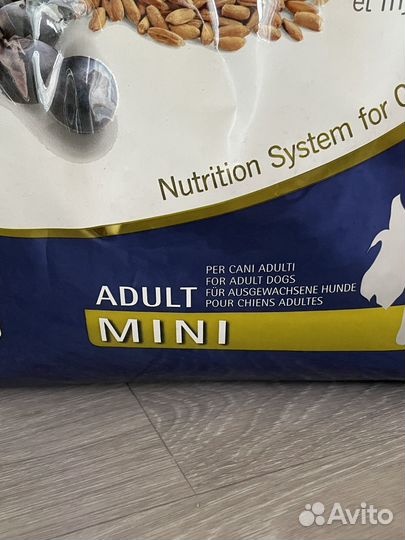 Nutrition System for
ADULT
PER CANI ADULTI
FOR ADULT DOGS
FÜR AUSGEWACHSENE HUNDE
POUR CHIENS ADULTES
MINI
Avito